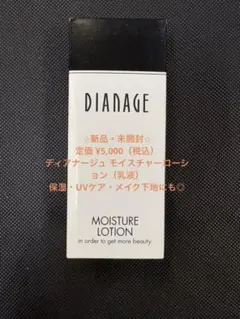 DIANAGE
☆新品・未開封☆
定価 ¥5,000（税込）
ディアナージュ モイスチャーローシ
ョン（乳液）
保湿・UVケア・メイク下地にも◎
MOISTURE
LOTION
in order to get more beauty